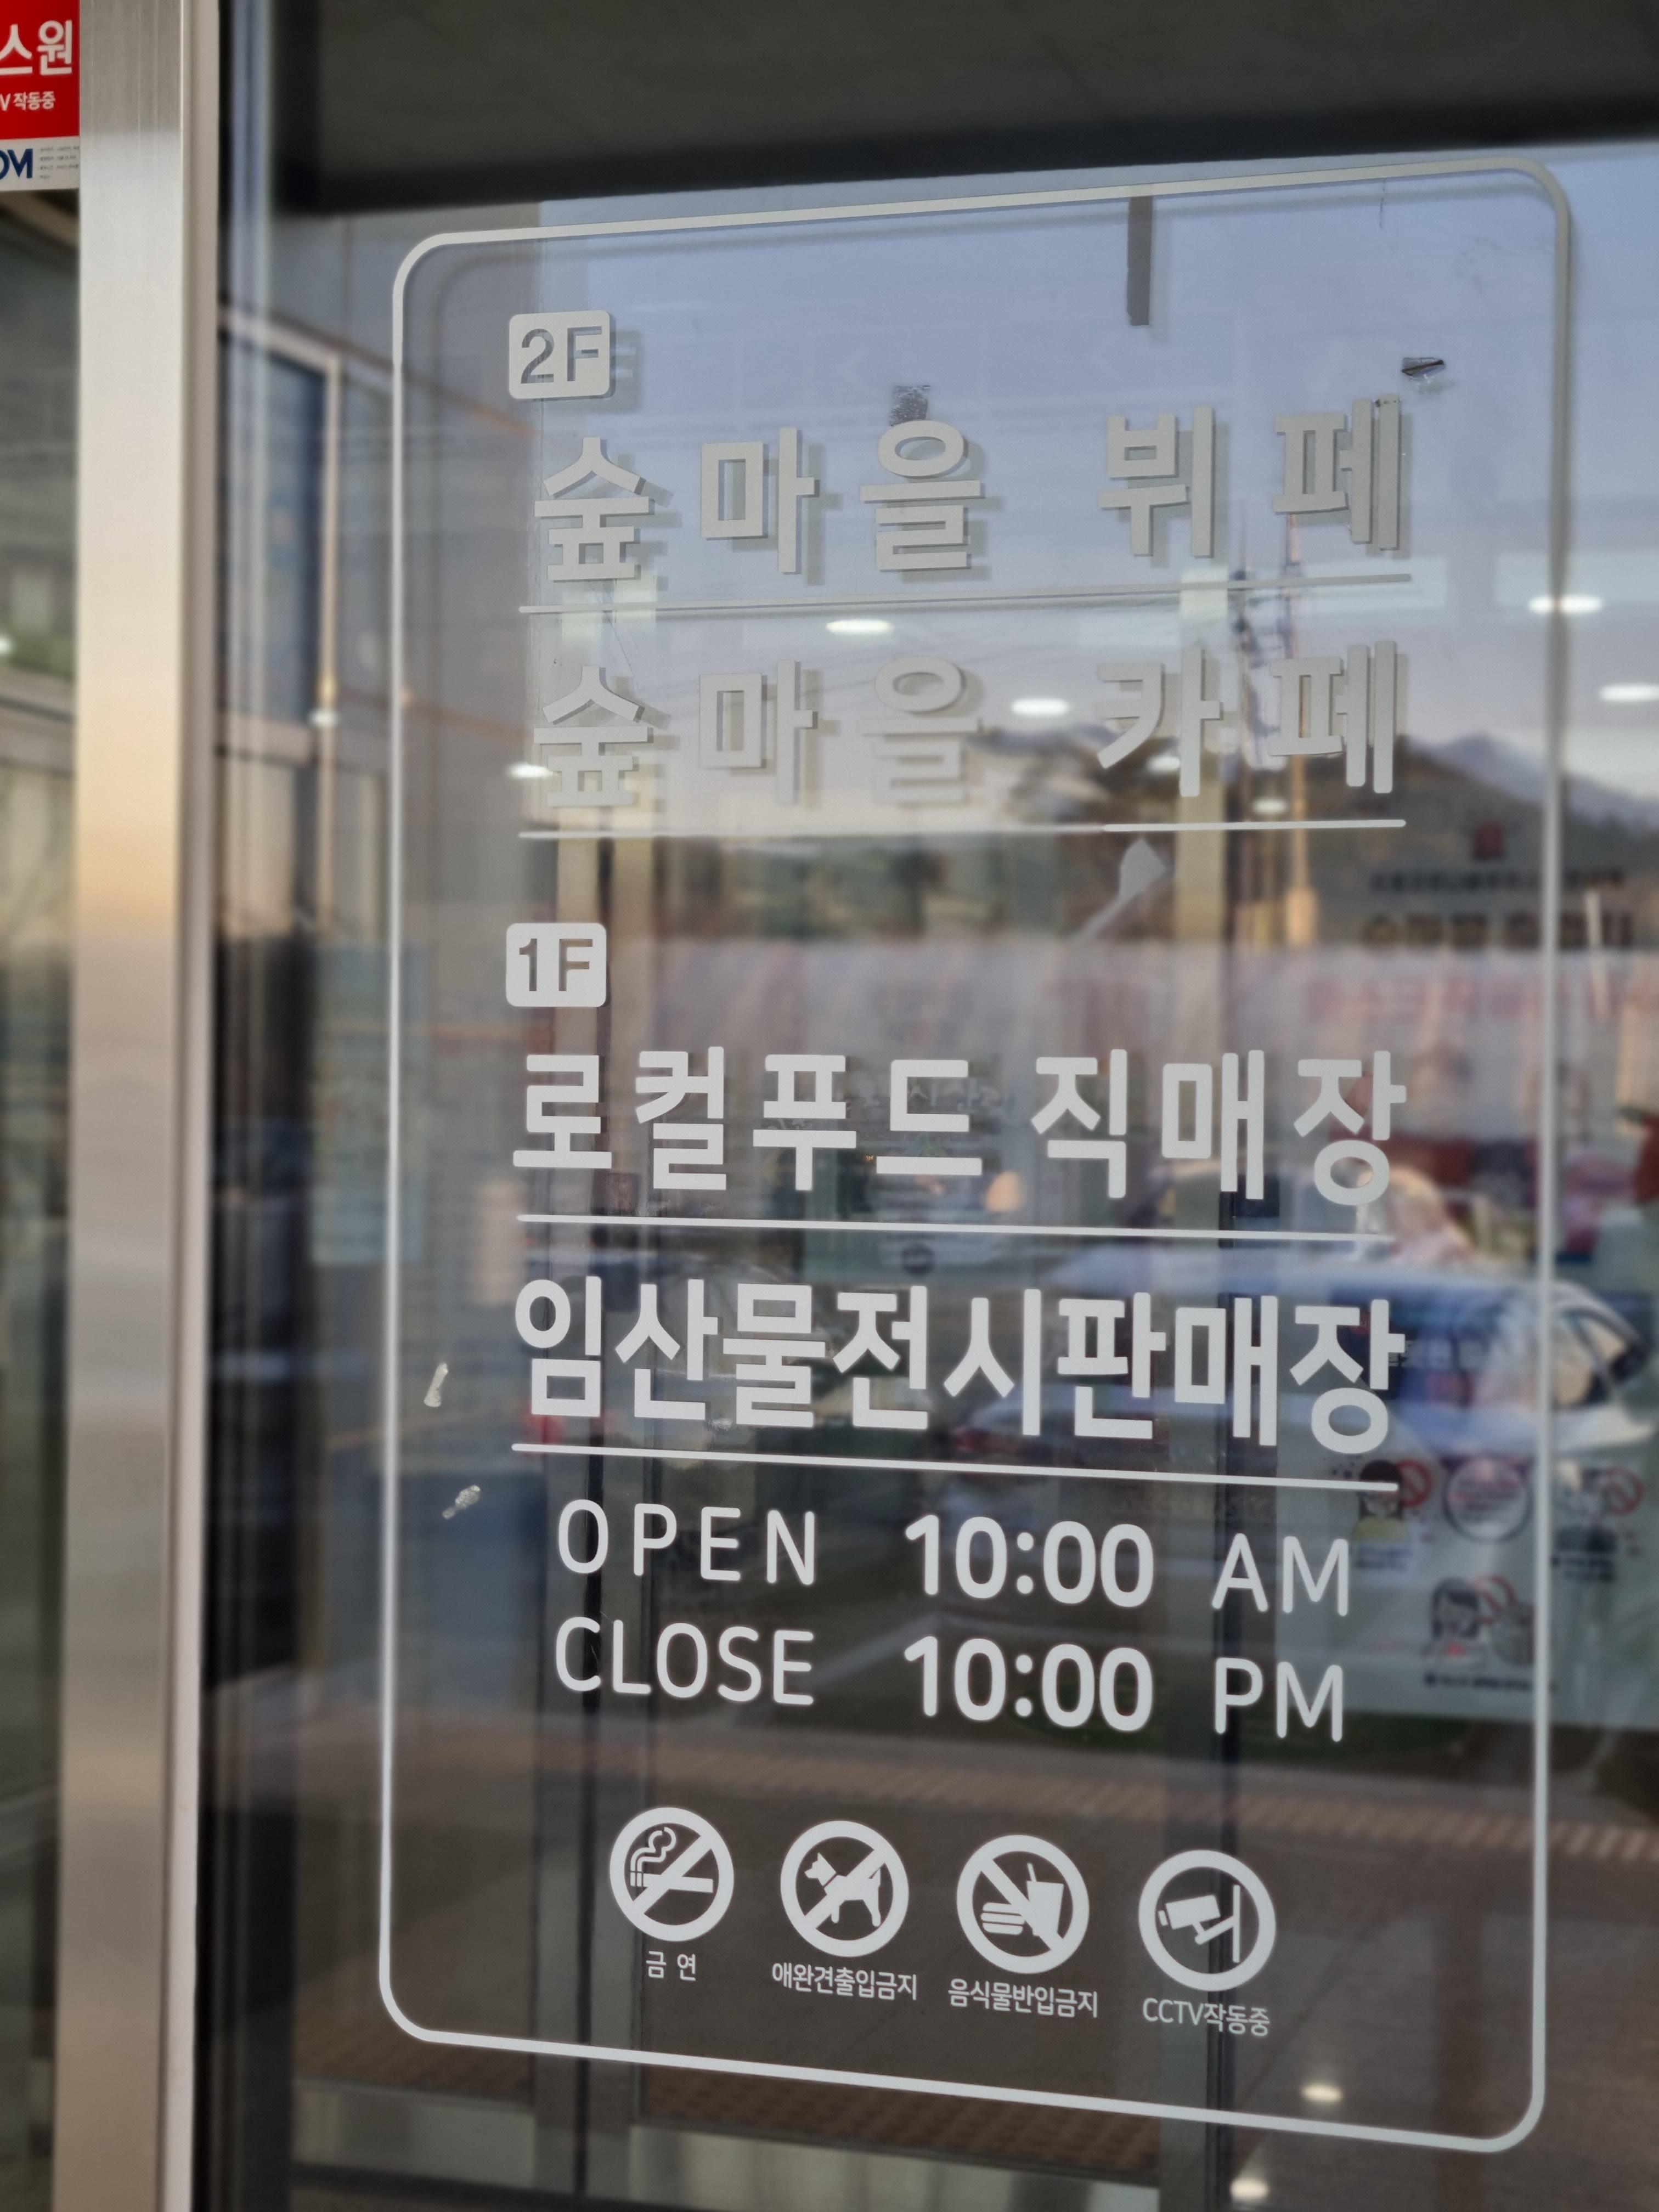 스원
V 작동중
OM
2F
숲마을 뷔페
숲마을 카페
1F
로컬푸드 직매장
임산물전시판매장
OPEN 10:00 AM
CLOSE 10:00 PM
금연
애완견출입금지
음식물반입금지
CCTV작동중